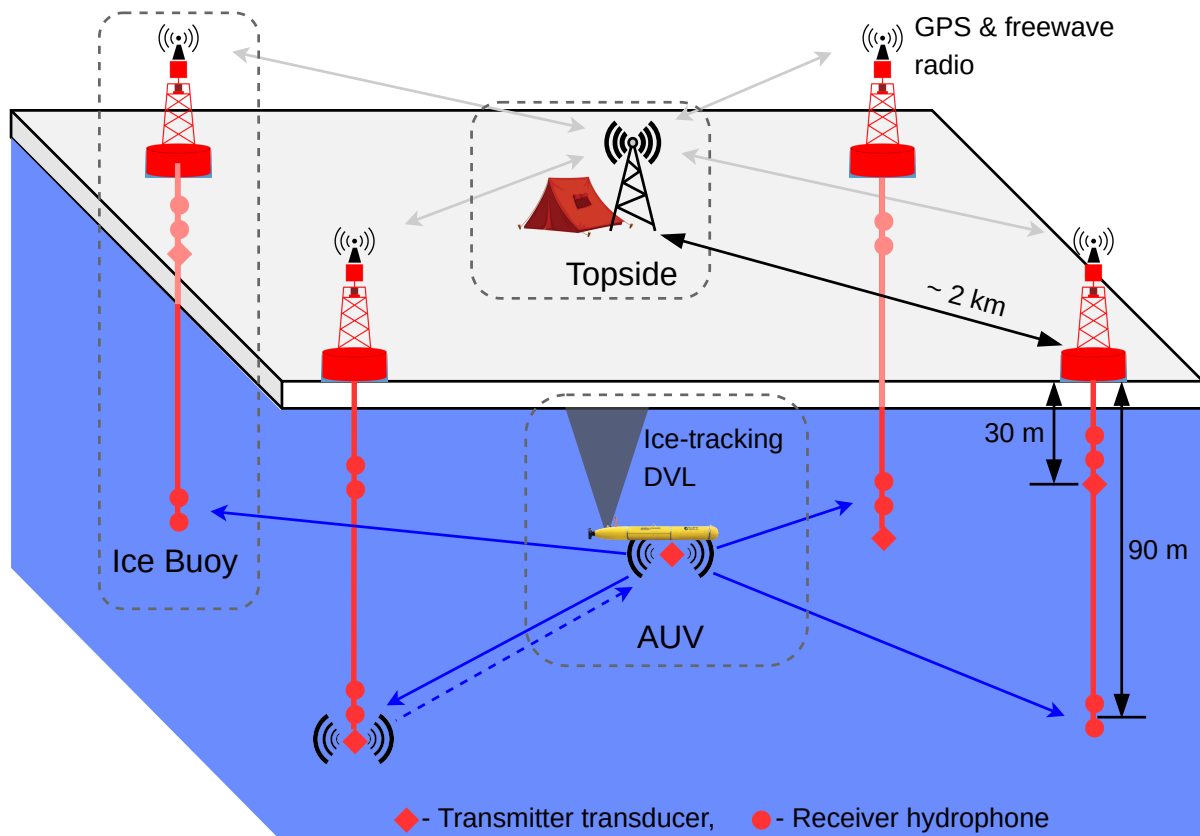 GPS & freewave
radio
Topside
~ 2 km
Ice-tracking
DVL
30 m
90 m
Ice Buoy
AUV
- Transmitter transducer,
- Receiver hydrophone